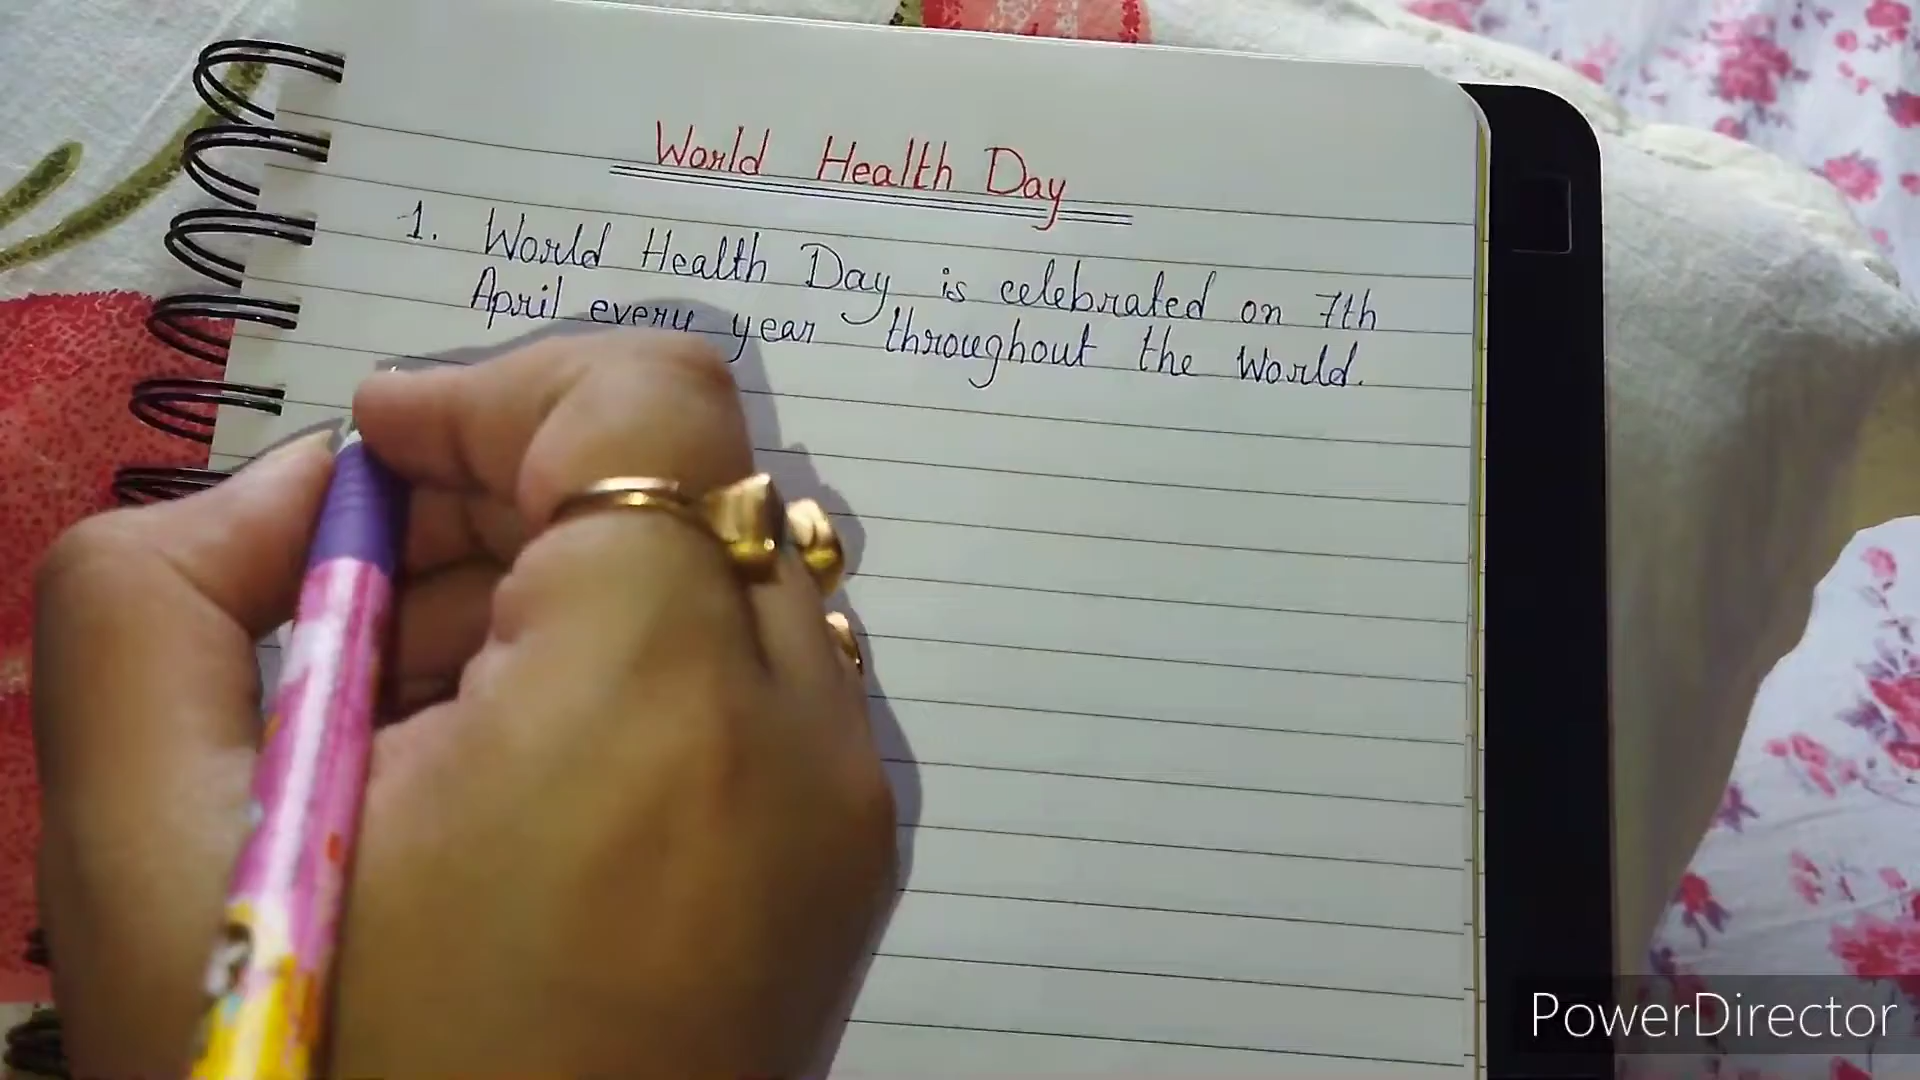 World Health Day
1. World Health Day is celebrated on 7th
April every year throughout the World.
PowerDirector